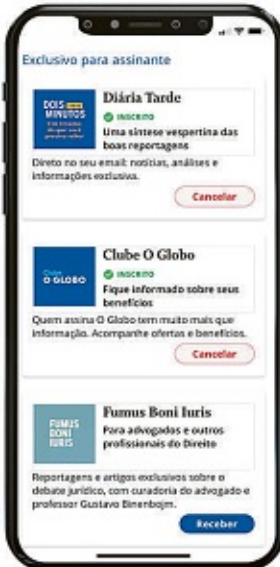 Exclusivo para assinante
DOIS
MINUTOS
Diária Tarde
INSCRITO
Uma síntese vespertina das
boas reportagens
Direto no seu email: notícias, análises e
informações exclusiva.
Cancelar
Clube
O GLOBO
Clube O Globo
INSCRITO
Fique informado sobre seus
benefícios
Quem assina O Globo tem muito mais que
informação. Acompanhe ofertas e benefícios.
Cancelar
FUMUS
BONI
IURIS
Fumus Boni Iuris
Para advogados e outros
profissionais do Direito
Reportagens e artigos exclusivos sobre o
debate jurídico, com curadoria do advogado e
professor Gustavo Binenbojm.
Receber